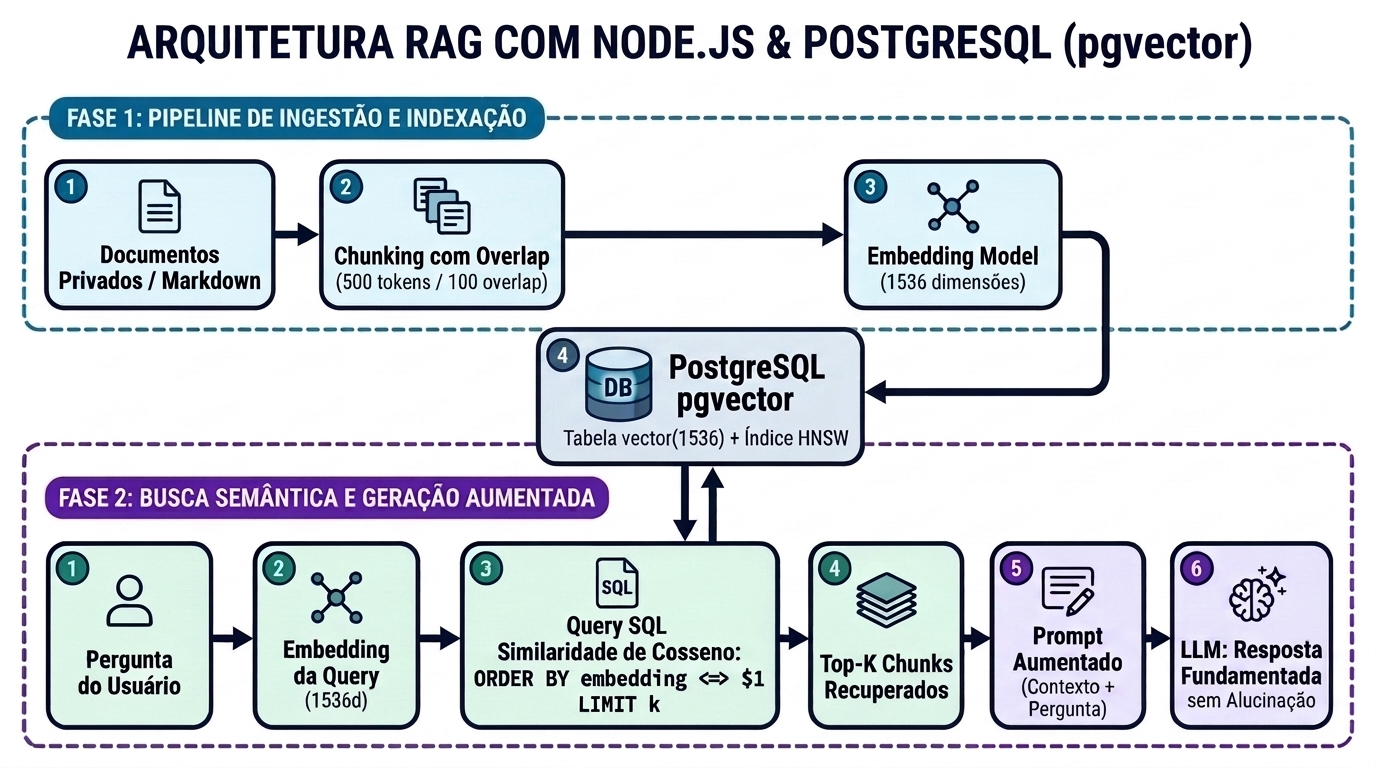 ARQUITETURA RAG COM NODE.JS & POSTGRESQL (pgvector)
FASE 1: PIPELINE DE INGESTÃO E INDEXAÇÃO
1
Documentos
Privados / Markdown
2
Chunking com Overlap
(500 tokens / 100 overlap)
3
Embedding Model
(1536 dimensões)
4
DB
PostgreSQL
pgvector
Tabela vector(1536) + Índice HNSW
FASE 2: BUSCA SEMÂNTICA E GERAÇÃO AUMENTADA
1
Pergunta
do Usuário
2
Embedding
da Query
(1536d)
3
SQL
Query SQL
Similaridade de Cosseno:
ORDER BY embedding <=> $1
LIMIT k
4
Top-K Chunks
Recuperados
5
Prompt
Aumentado
(Contexto +
Pergunta)
6
LLM: Resposta
Fundamentada
sem Alucinação